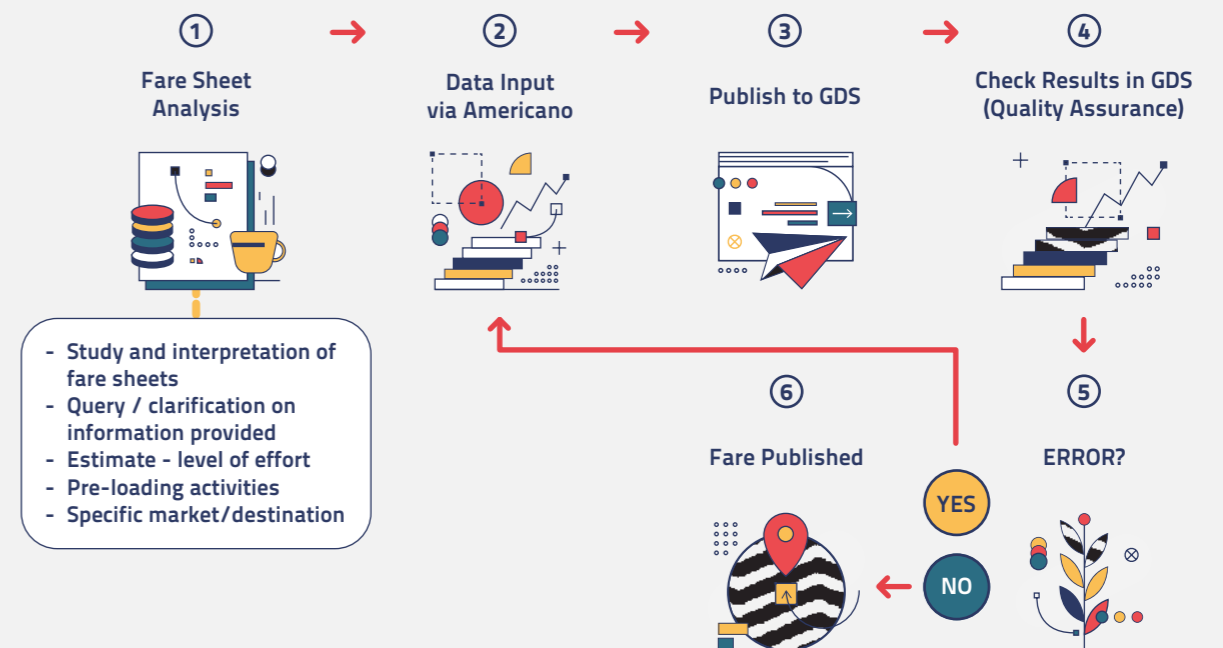 1
Fare Sheet
Analysis
2
Data Input
via Americano
3
Publish to GDS
4
Check Results in GDS
(Quality Assurance)
- Study and interpretation of
fare sheets
- Query / clarification on
information provided
- Estimate - level of effort
- Pre-loading activities
- Specific market/destination
5
ERROR?
YES
NO
6
Fare Published